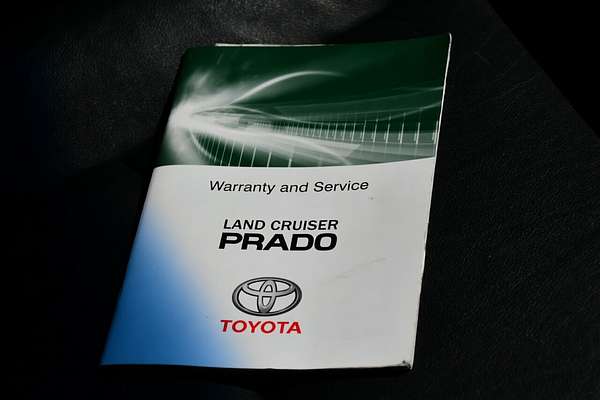 Warranty and Service
LAND CRUISER
PRADO
TOYOTA